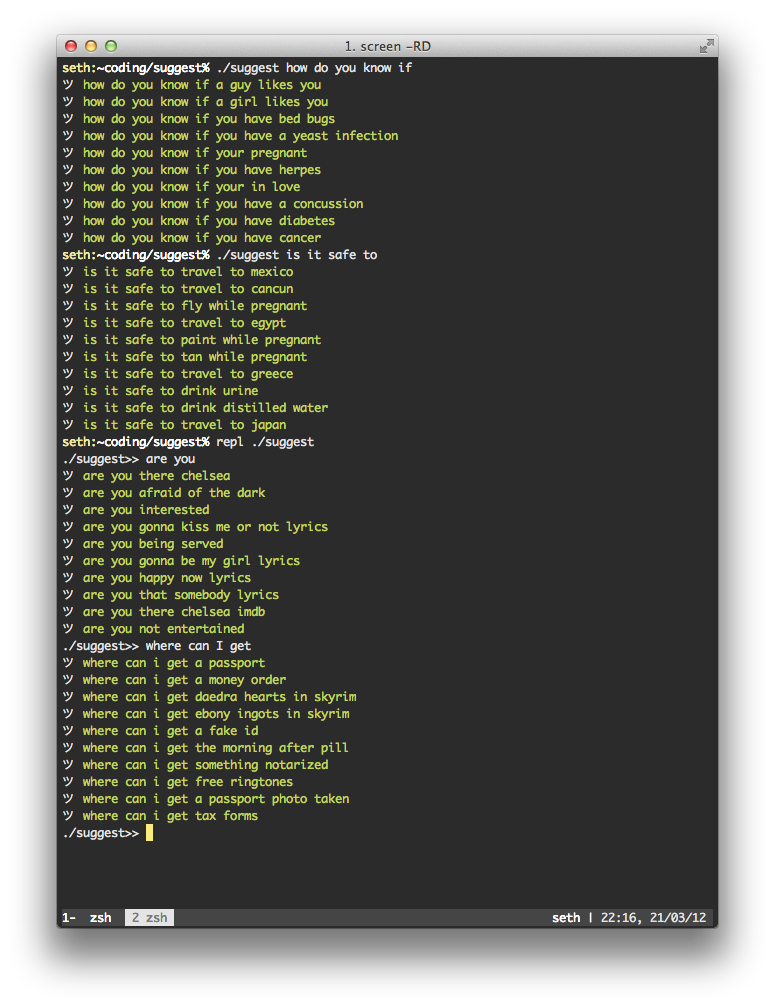 1. screen –RD
seth:~coding/suggest% ./suggest how do you know if
ツ how do you know if a guy likes you
ツ how do you know if a girl likes you
ツ how do you know if you have bed bugs
ツ how do you know if you have a yeast infection
ツ how do you know if your pregnant
ツ how do you know if you have herpes
ツ how do you know if your in love
ツ how do you know if you have a concussion
ツ how do you know if you have diabetes
ツ how do you know if you have cancer
seth:~coding/suggest% ./suggest is it safe to
ツ is it safe to travel to mexico
ツ is it safe to travel to cancun
ツ is it safe to fly while pregnant
ツ is it safe to travel to egypt
ツ is it safe to paint while pregnant
ツ is it safe to tan while pregnant
ツ is it safe to travel to greece
ツ is it safe to drink urine
ツ is it safe to drink distilled water
ツ is it safe to travel to japan
seth:~coding/suggest% repl ./suggest
./suggest>> are you
ツ are you there chelsea
ツ are you afraid of the dark
ツ are you interested
ツ are you gonna kiss me or not lyrics
ツ are you being served
ツ are you gonna be my girl lyrics
ツ are you happy now lyrics
ツ are you that somebody lyrics
ツ are you there chelsea imdb
ツ are you not entertained
./suggest>> where can I get
ツ where can i get a passport
ツ where can i get a money order
ツ where can i get daedra hearts in skyrim
ツ where can i get ebony ingots in skyrim
ツ where can i get a fake id
ツ where can i get the morning after pill
ツ where can i get something notarized
ツ where can i get free ringtones
ツ where can i get a passport photo taken
ツ where can i get tax forms
./suggest>>
1- zsh 2 zsh seth | 22:16, 21/03/12